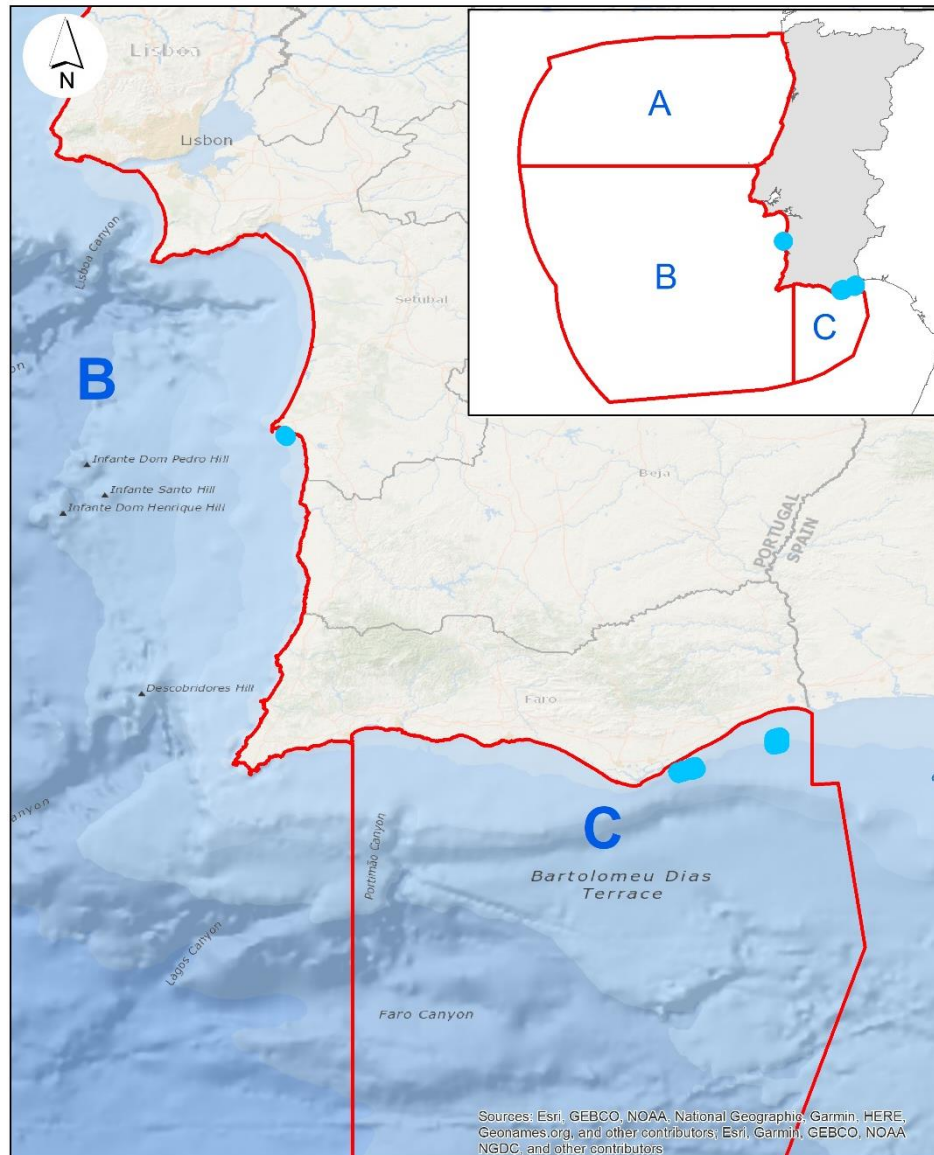 N
Lisboa
Lisbon
Lisboa Canyon
Setubal
B
Infante Dom Pedro Hill
Infante Santo Hill
Infante Dom Henrique Hill
Beja
PORTUGAL
SPAIN
Descobridores Hill
Faro
C
Portimão Canyon
Bartolomeu Dias
Terrace
Lagos Canyon
Faro Canyon
A
B
C
Sources: Esri, GEBCO, NOAA, National Geographic, Garmin, HERE,
Geonames.org, and other contributors; Esri, Garmin, GEBCO, NOAA
NGDC, and other contributors